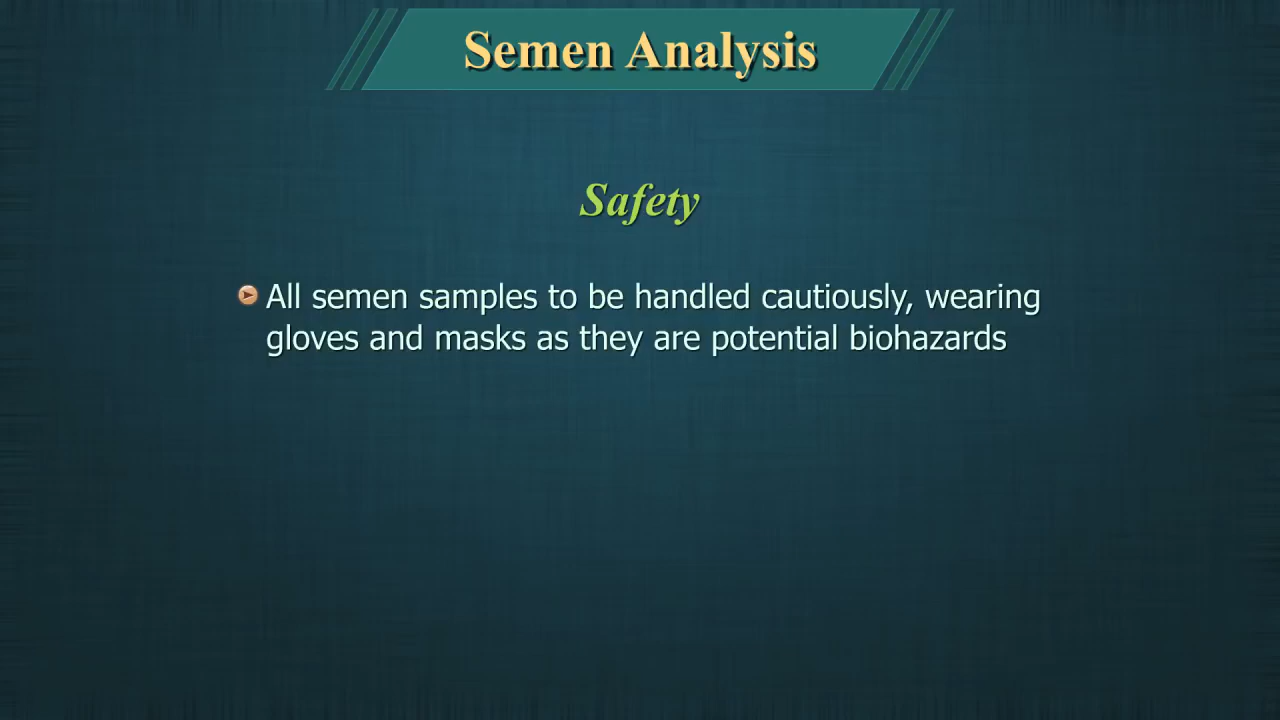 Semen Analysis
Safety
All semen samples to be handled cautiously, wearing
gloves and masks as they are potential biohazards